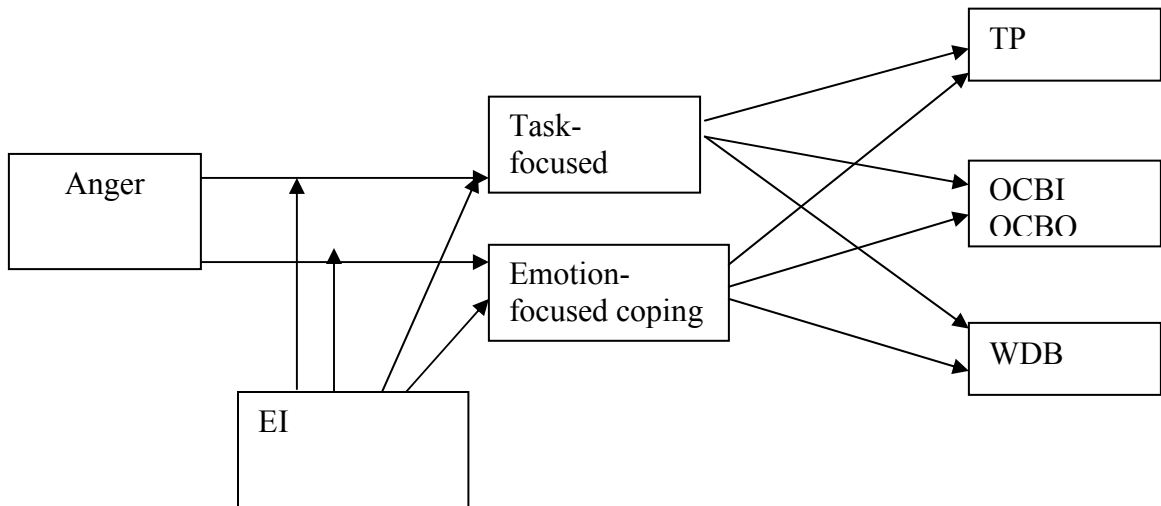 TP
Task-
focused
Anger
OCBI
OCBO
Emotion-
focused coping
WDB
EI